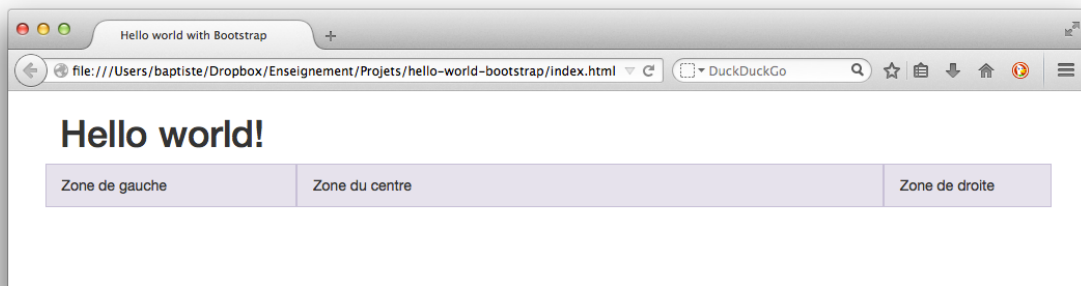 Hello world with Bootstrap
file:///Users/baptiste/Dropbox/Enseignement/Projets/hello-world-bootstrap/index.html
DuckDuckGo
Hello world!
Zone de gauche
Zone du centre
Zone de droite